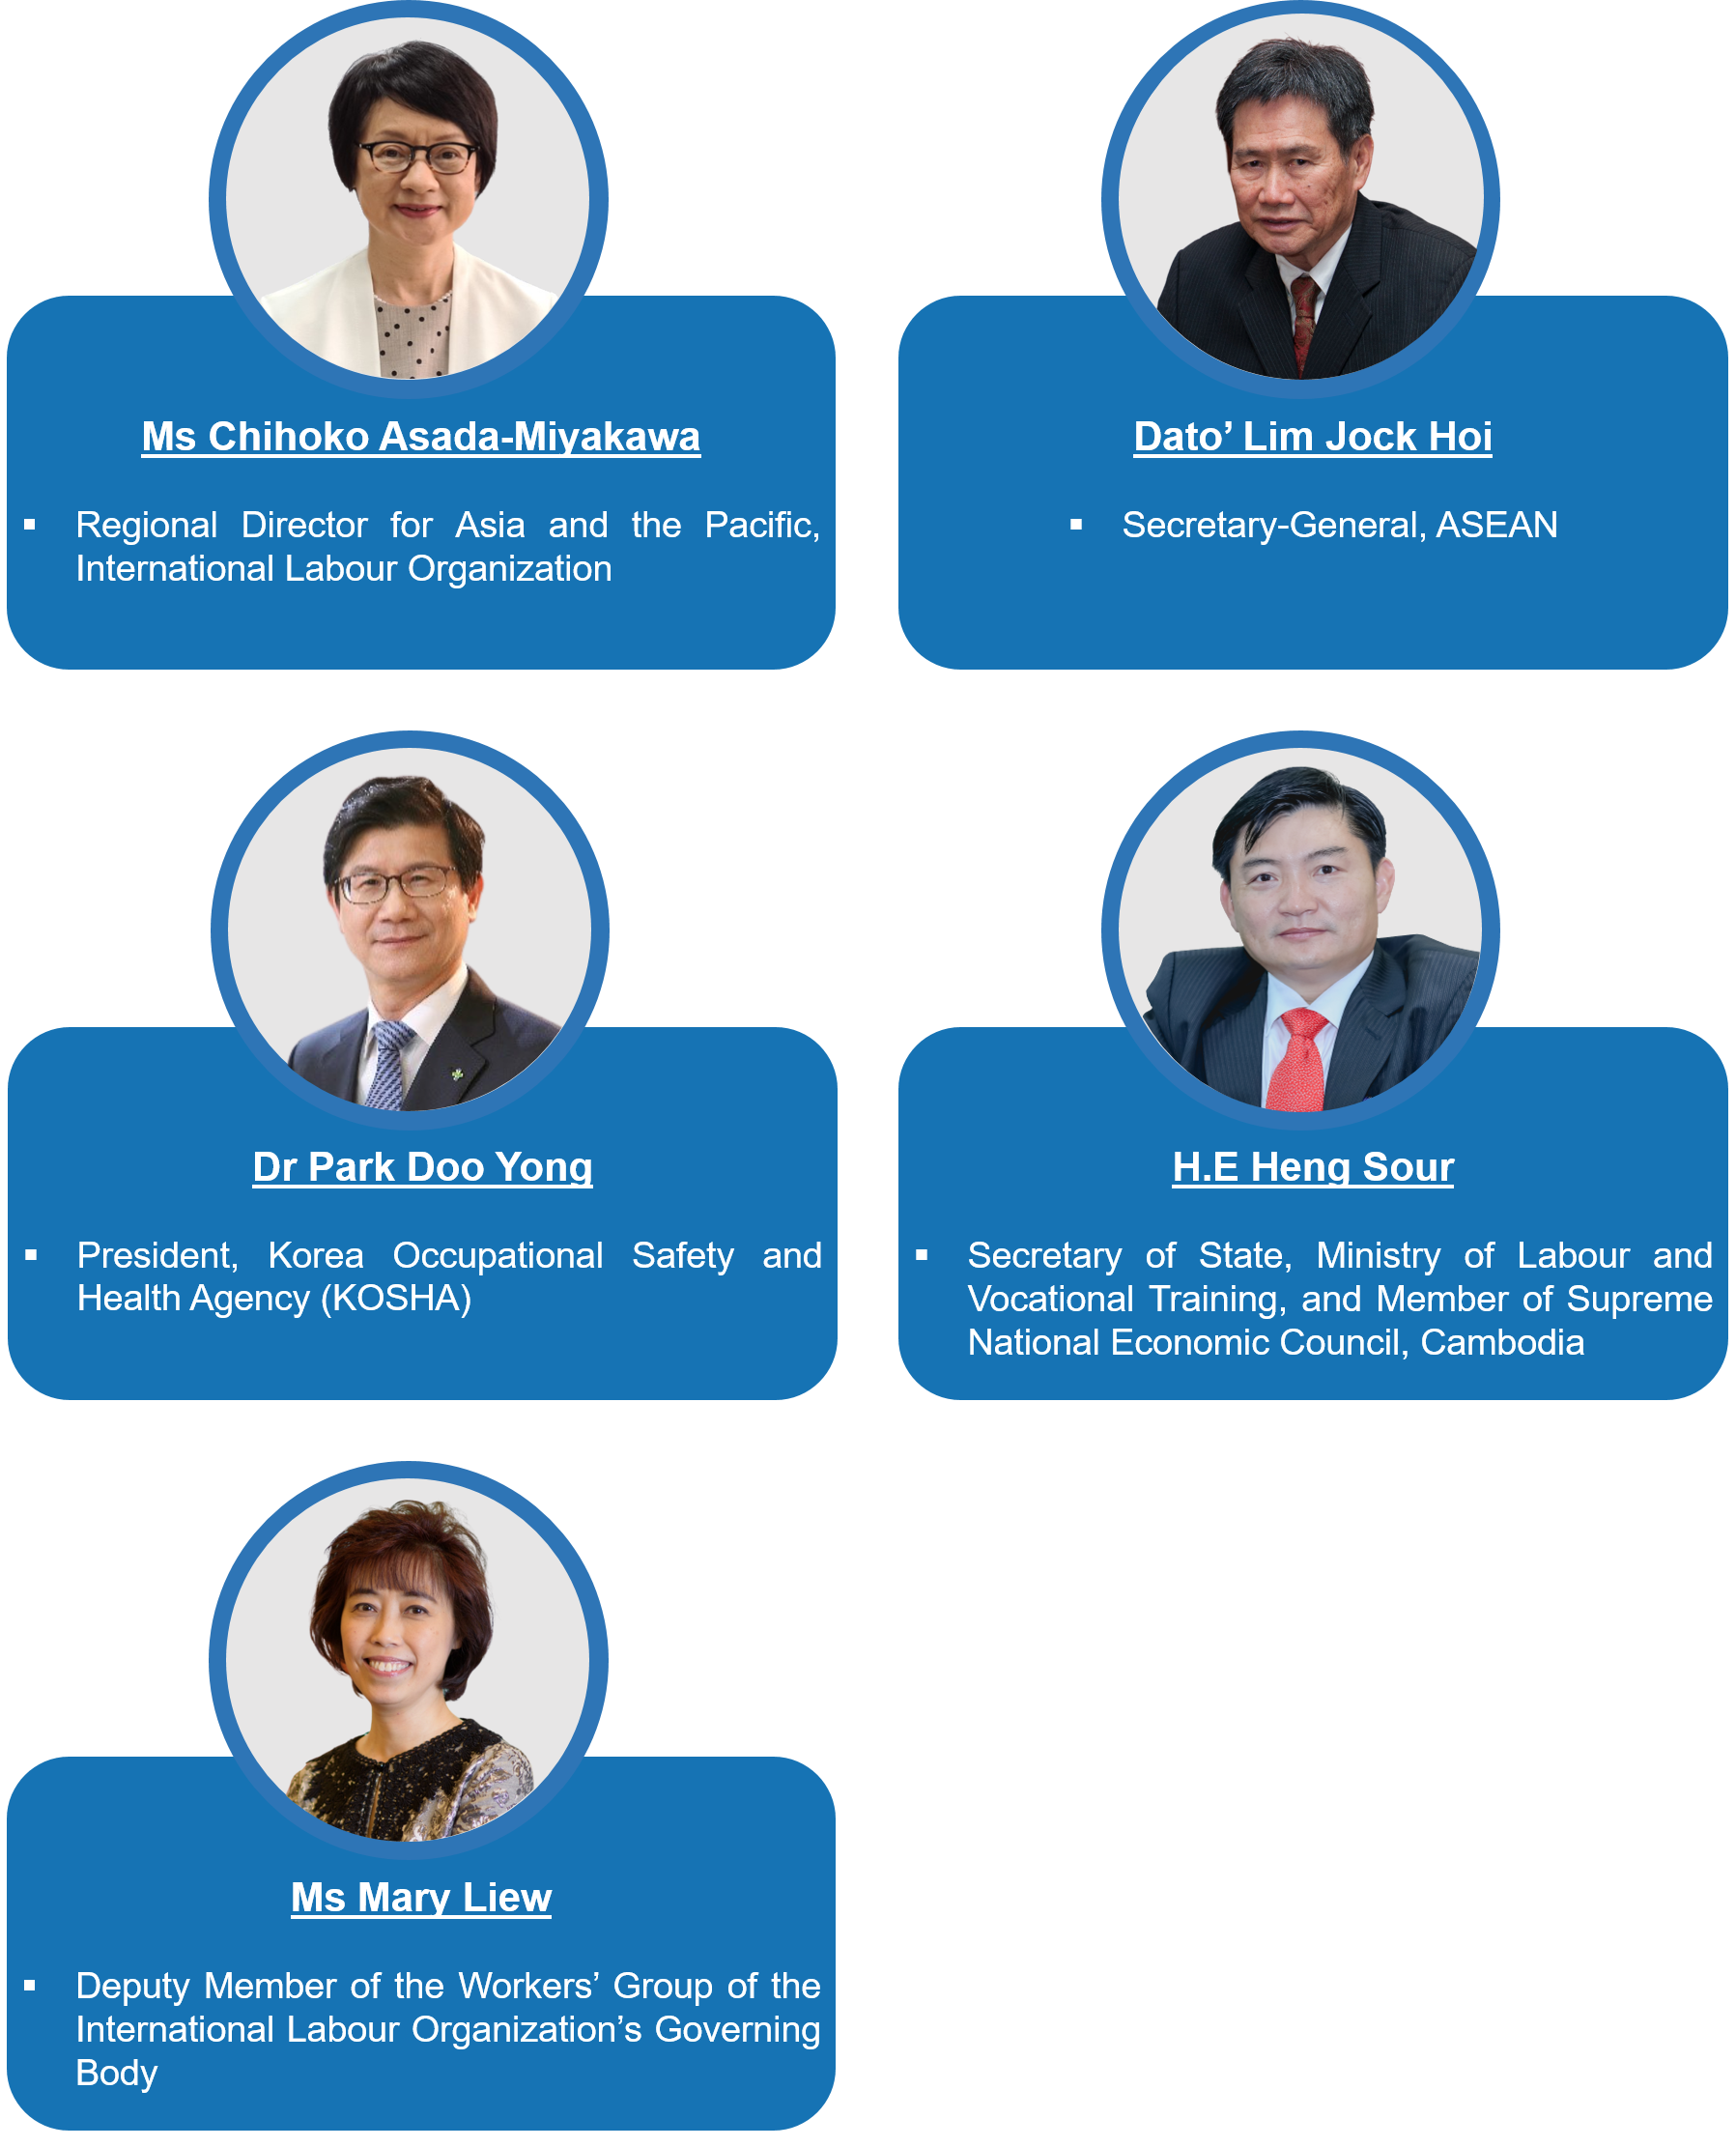 Ms Chihoko Asada-Miyakawa
▪ Regional Director for Asia and the Pacific,
International Labour Organization
Dato’ Lim Jock Hoi
▪ Secretary-General, ASEAN
Dr Park Doo Yong
▪ President, Korea Occupational Safety and
Health Agency (KOSHA)
H.E Heng Sour
▪ Secretary of State, Ministry of Labour and
Vocational Training, and Member of Supreme
National Economic Council, Cambodia
Ms Mary Liew
▪ Deputy Member of the Workers’ Group of the
International Labour Organization’s Governing
Body